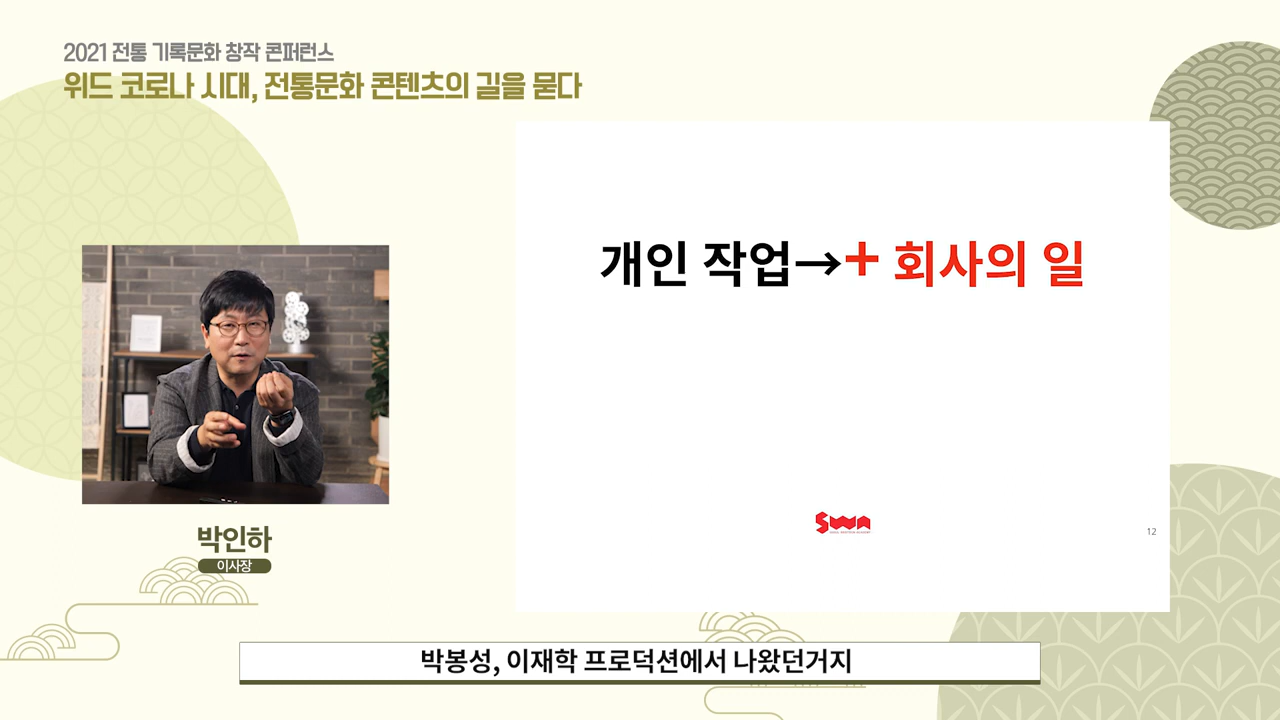 2021 전통 기록문화 창작 콘퍼런스
위드 코로나 시대, 전통문화 콘텐츠의 길을 묻다
개인 작업→+ 회사의 일
SWA
12
박인하
이사장
박봉성, 이재학 프로덕션에서 나왔던거지